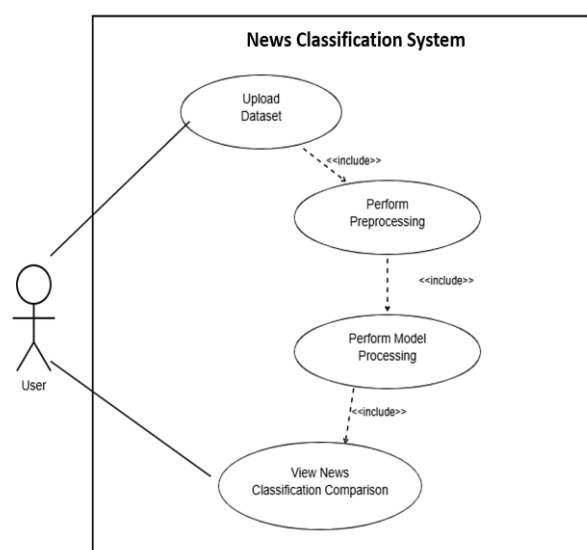 News Classification System
Upload
Dataset
<<include>>
Perform
Preprocessing
<<include>>
Perform Model
Processing
User
<<include>>
View News
Classification Comparison